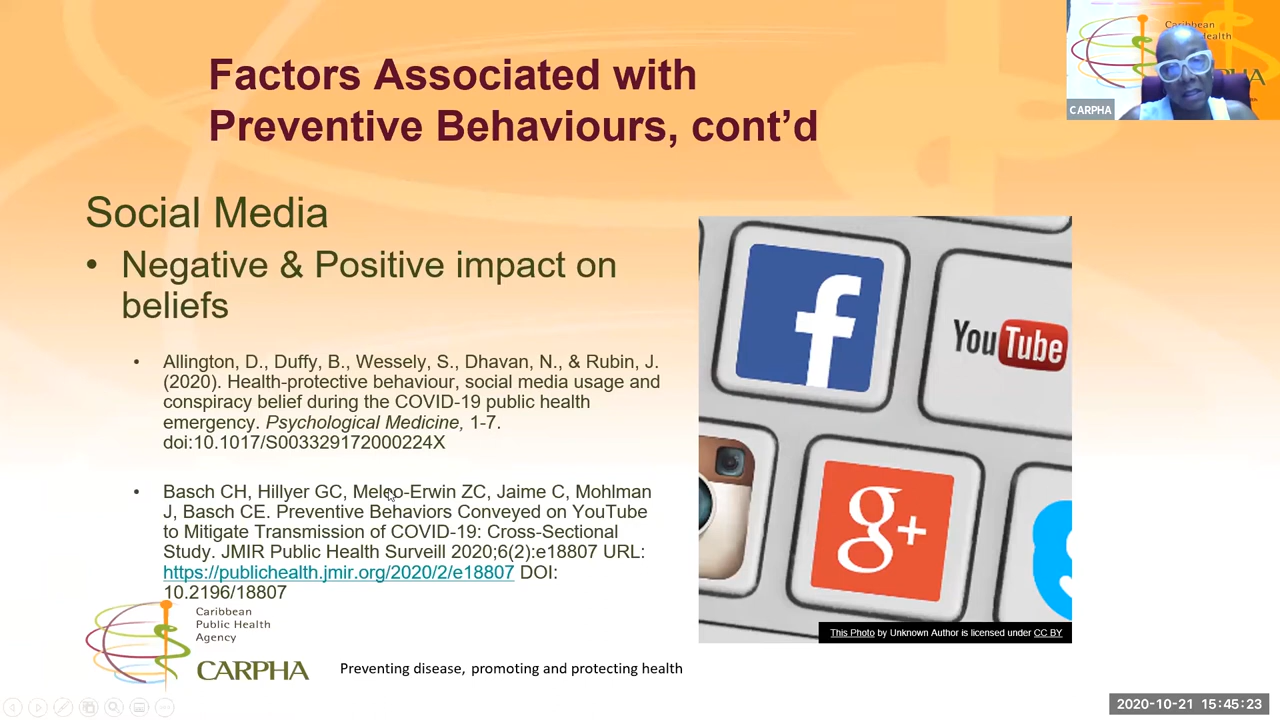 Factors Associated with
Preventive Behaviours, cont'd
Caribbean
Health
CARPHA
Social Media
• Negative & Positive impact on
beliefs
• Allington, D., Duffy, B., Wessely, S., Dhavan, N., & Rubin, J.
(2020). Health-protective behaviour, social media usage and
conspiracy belief during the COVID-19 public health
emergency. Psychological Medicine, 1-7.
doi:10.1017/S003329172000224X
• Basch CH, Hillyer GC, Meleo-Erwin ZC, Jaime C, Mohlman
J, Basch CE. Preventive Behaviors Conveyed on YouTube
to Mitigate Transmission of COVID-19: Cross-Sectional
Study. JMIR Public Health Surveill 2020;6(2):e18807 URL:
https://publichealth.jmir.org/2020/2/e18807 DOI:
10.2196/18807
f
YouTube
g+
This Photo by Unknown Author is licensed under CC BY
Caribbean
Public Health
Agency
CARPHA
Preventing disease, promoting and protecting health
2020-10-21 15:45:23